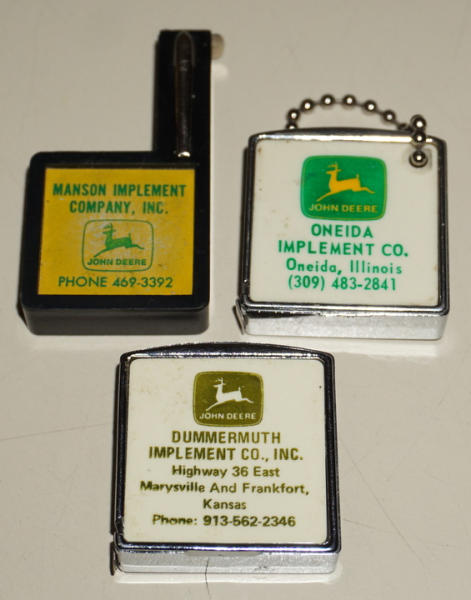 MANSON IMPLEMENT
COMPANY, INC.
JOHN DEERE
PHONE 469-3392
JOHN DEERE
ONEIDA
IMPLEMENT CO.
Oneida, Illinois
(309) 483-2841
JOHN DEERE
DUMMERMUTH
IMPLEMENT CO., INC.
Highway 36 East
Marysville And Frankfort,
Kansas
Phone: 913-562-2346